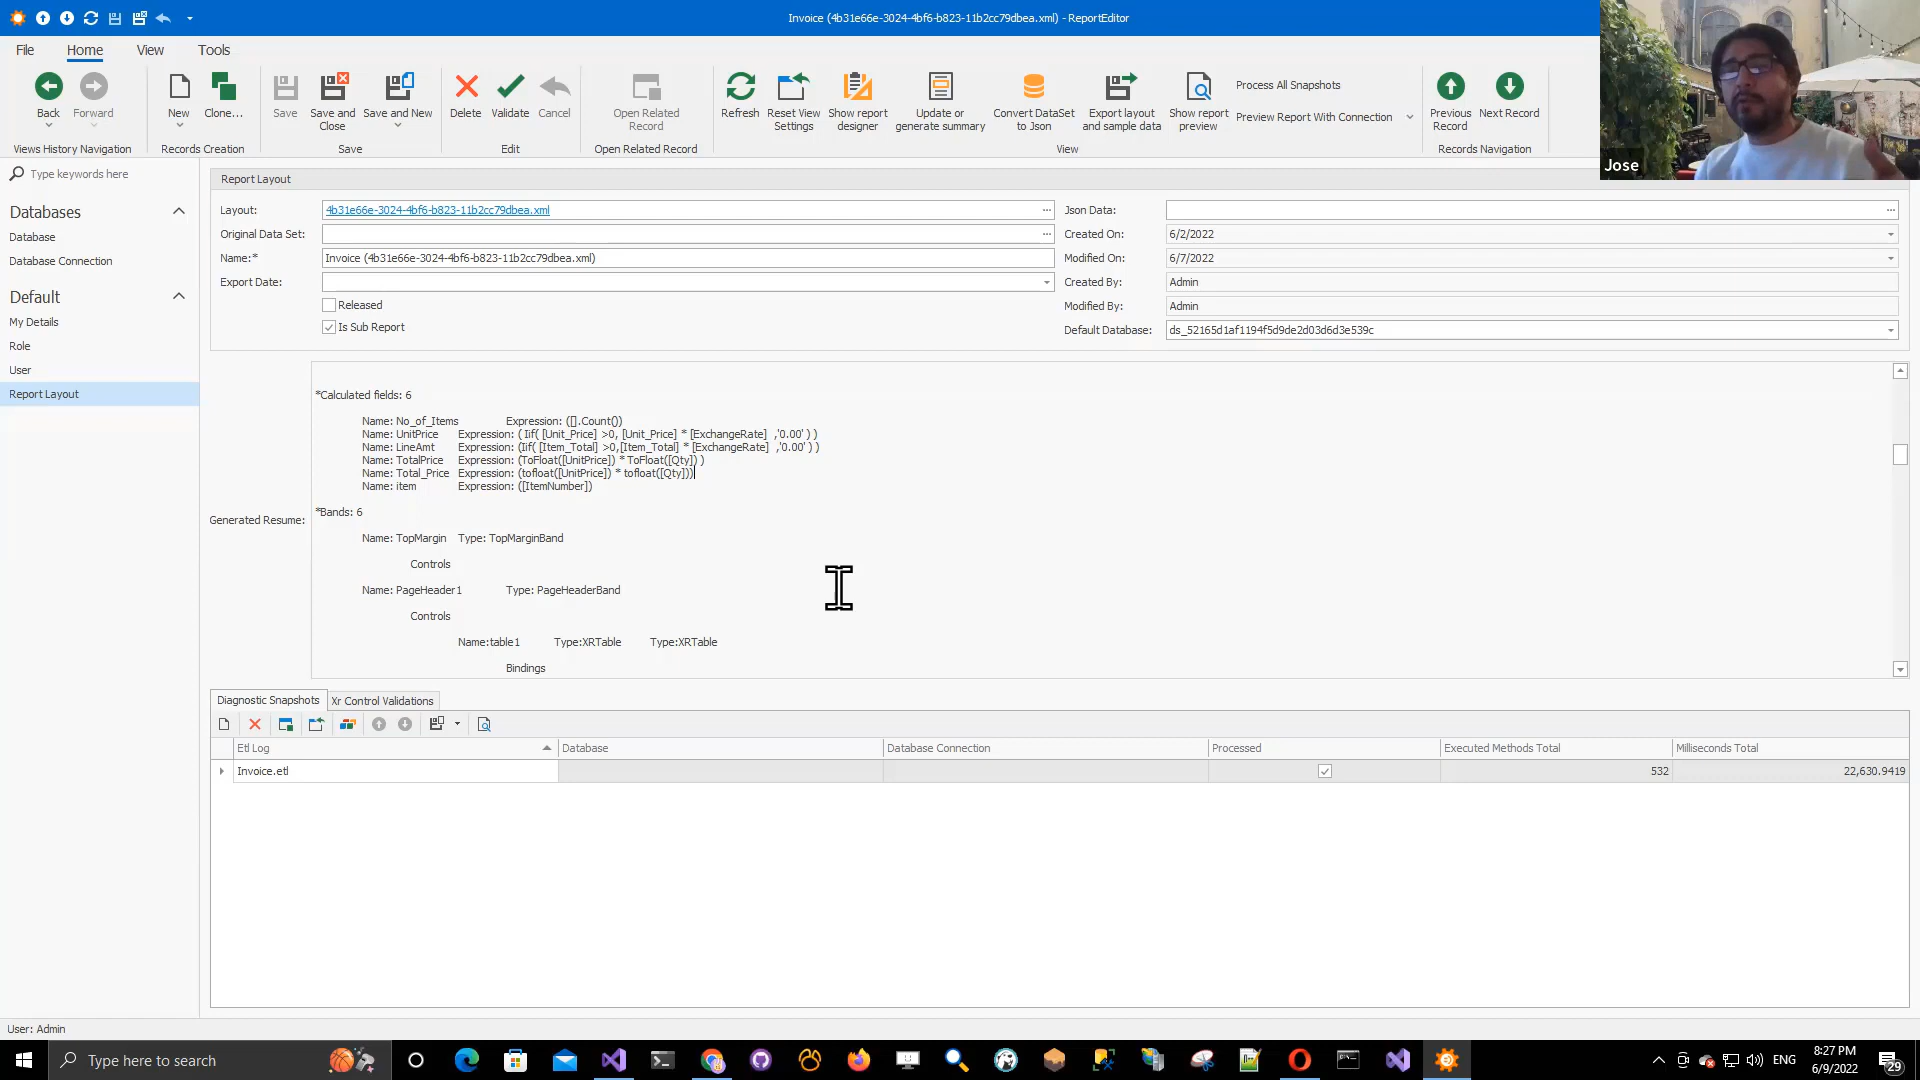 Invoice (4b31e66e-3024-4bf6-b823-11b2cc79dbea.xml) - ReportEditor
File Home View Tools
Back Forward
Views History Navigation
New Clone...
Records Creation
Save Save and Close Save and New
Save
Delete Validate Cancel
Edit
Open Related Record
Open Related Record
Refresh Reset View Settings Show report designer Update or generate summary Convert DataSet to Json Export layout and sample data Show report preview
Process All Snapshots
Preview Report With Connection
View
Previous Record Next Record
Records Navigation
Jose
Type keywords here
Databases
Database
Database Connection
Default
My Details
Role
User
Report Layout
Report Layout
Layout: 4b31e66e-3024-4bf6-b823-11b2cc79dbea.xml
Json Data:
Original Data Set:
Created On: 6/2/2022
Name:* Invoice (4b31e66e-3024-4bf6-b823-11b2cc79dbea.xml)
Modified On: 6/7/2022
Export Date:
Created By: Admin
Released
Modified By: Admin
Is Sub Report
Default Database: ds_52165d1af1194f5d9de2d03d6d3e539c
Generated Resume:
*Calculated fields: 6
Name: No_of_Items Expression: ([].Count())
Name: UnitPrice Expression: ( Iif( [Unit_Price] >0, [Unit_Price] * [ExchangeRate] ,'0.00' ) )
Name: LineAmt Expression: (Iif( [Item_Total] >0,[Item_Total] * [ExchangeRate] ,'0.00' ) )
Name: TotalPrice Expression: (ToFloat([UnitPrice]) * ToFloat([Qty]) )
Name: Total_Price Expression: (tofloat([UnitPrice]) * tofloat([Qty]))
Name: item Expression: ([ItemNumber])
*Bands: 6
Name: TopMargin Type: TopMarginBand
Controls
Name: PageHeader1 Type: PageHeaderBand
Controls
Name:table1 Type:XRTable Type:XRTable
Bindings
Diagnostic Snapshots Xr Control Validations
Etl Log Database Database Connection Processed Executed Methods Total Milliseconds Total
Invoice.etl 532 22,630.9419
User: Admin
Type here to search
ENG
8:27 PM
6/9/2022
29